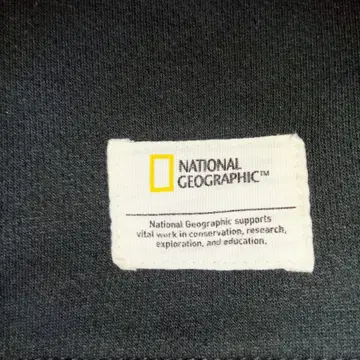 NATIONAL
GEOGRAPHIC™
National Geographic supports
vital work in conservation, research,
exploration, and education.